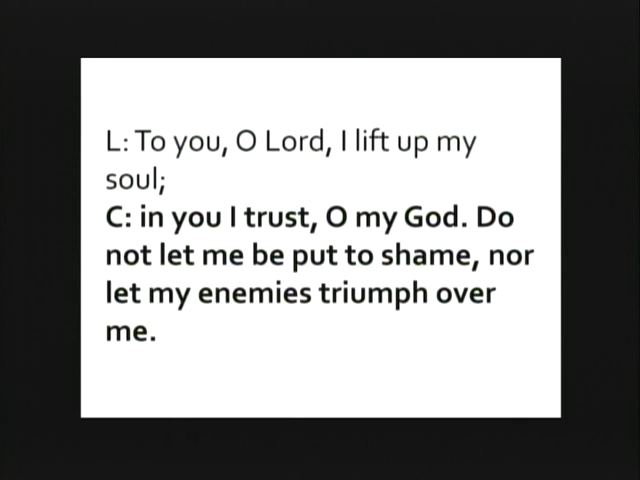 L: To you, O Lord, I lift up my
soul;
C: in you I trust, O my God. Do
not let me be put to shame, nor
let my enemies triumph over
me.